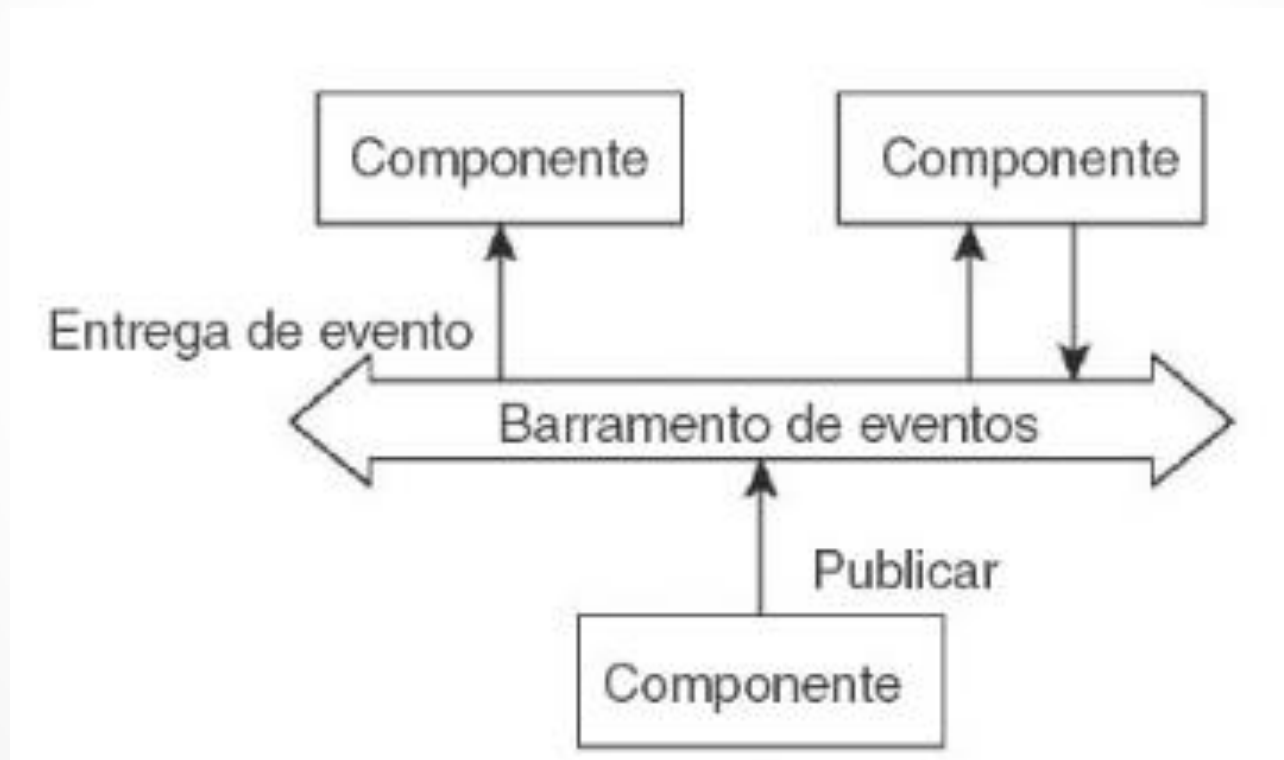 Componente
Componente
Entrega de evento
Barramento de eventos
Publicar
Componente